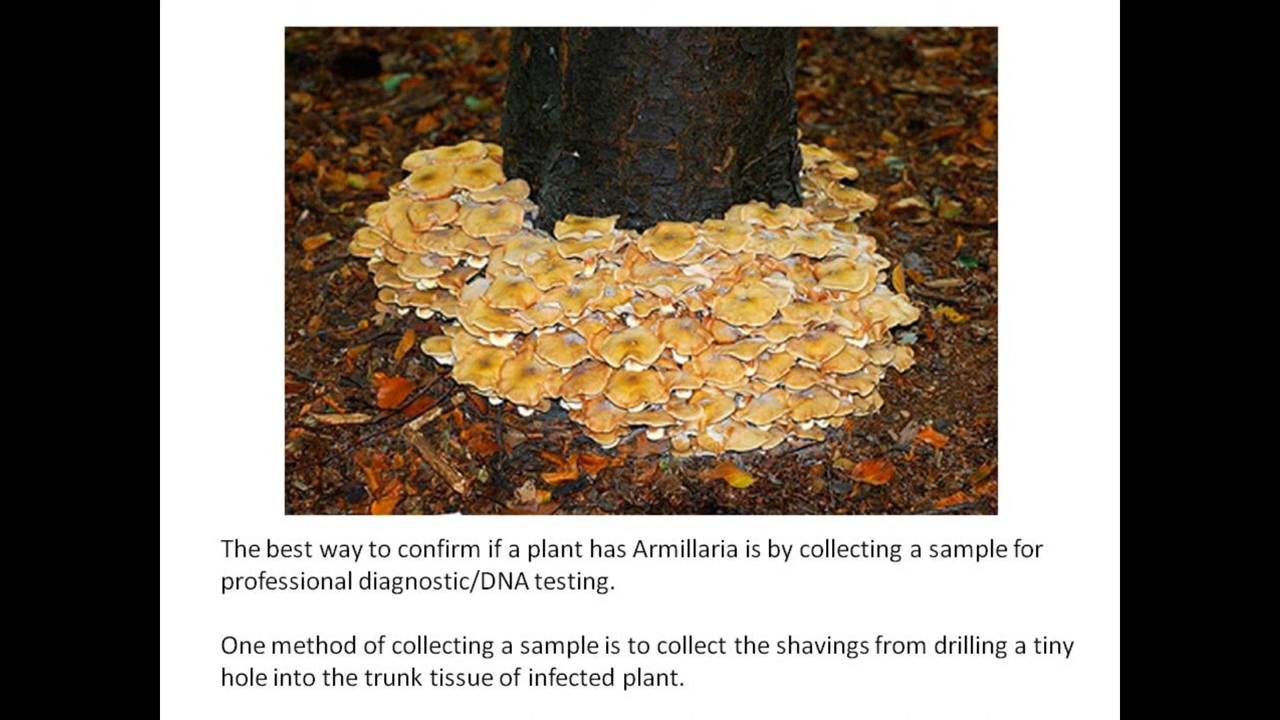 The best way to confirm if a plant has Armillaria is by collecting a sample for
professional diagnostic/DNA testing.
One method of collecting a sample is to collect the shavings from drilling a tiny
hole into the trunk tissue of infected plant.